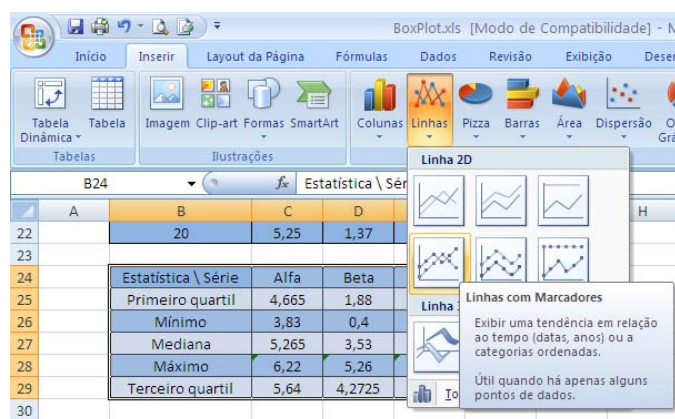 BoxPlot.xls [Modo de Compatibilidade] -
Início Inserir Layout da Página Fórmulas Dados Revisão Exibição
Tabela Dinâmica Tabela Imagem Clip-art Formas SmartArt Colunas Linhas Pizza Barras Área Dispersão
Tabelas Ilustrações
Linha 2D
B24 fx Estatística \
A B C D H
22 20 5,25 1,37
23
24 Estatística \ Série Alfa Beta
25 Primeiro quartil 4,665 1,88
26 Mínimo 3,83 0,4
27 Mediana 5,265 3,53
28 Máximo 6,22 5,26
29 Terceiro quartil 5,64 4,2725
30
Linha
Linhas com Marcadores
Exibir uma tendência em relação
ao tempo (datas, anos) ou a
categorias ordenadas.
Útil quando há apenas alguns
pontos de dados.